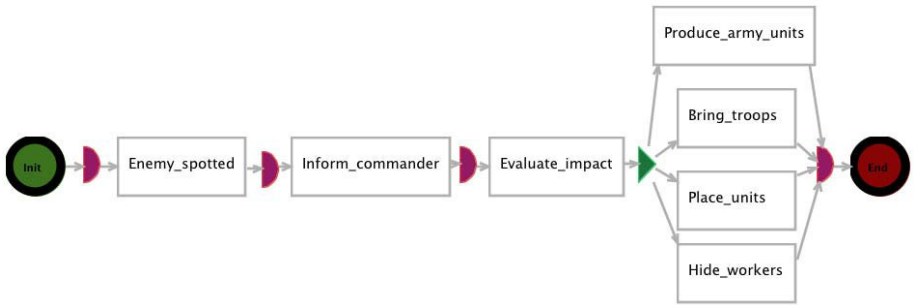 Init
Enemy_spotted
Inform_commander
Evaluate_impact
Produce_army_units
Bring_troops
Place_units
Hide_workers
End